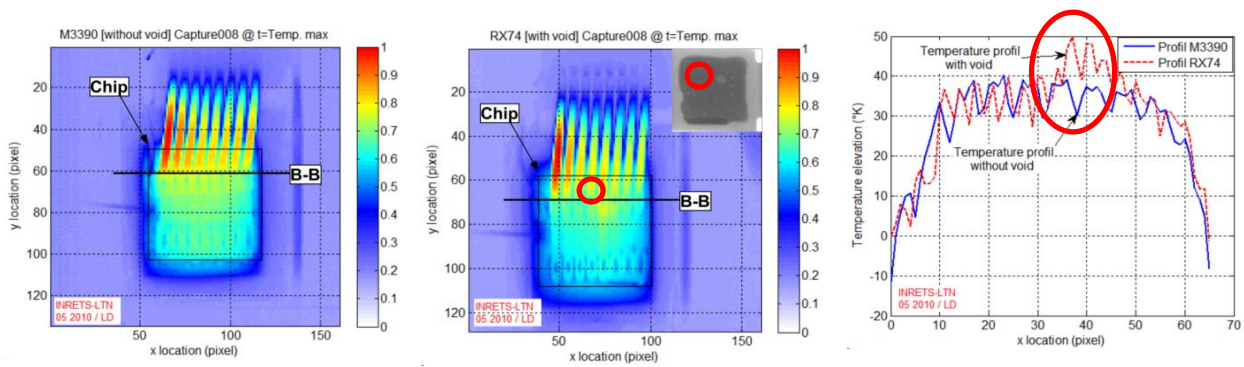 M3390 [without void] Capture008 @ t=Temp. max
20
40
60
80
100
120
50
100
150
y location (pixel)
x location (pixel)
Chip
B-B
INRETS-LTN
05 2010 / LD
1
0.9
0.8
0.7
0.6
0.5
0.4
0.3
0.2
0.1
0
RX74 [with void] Capture008 @ t=Temp. max
20
40
60
80
100
120
50
100
150
y location (pixel)
x location (pixel)
Chip
B-B
INRETS-LTN
05 2010 / LD
1
0.9
0.8
0.7
0.6
0.5
0.4
0.3
0.2
0.1
0
50
40
30
20
10
0
-10
-20
0
10
20
30
40
50
60
70
Temperature elevation (°K)
x location (pixel)
Temperature profil
with void
Profil M3390
Profil RX74
Temperature profil
without void
INRETS-LTN
05 2010 / LD